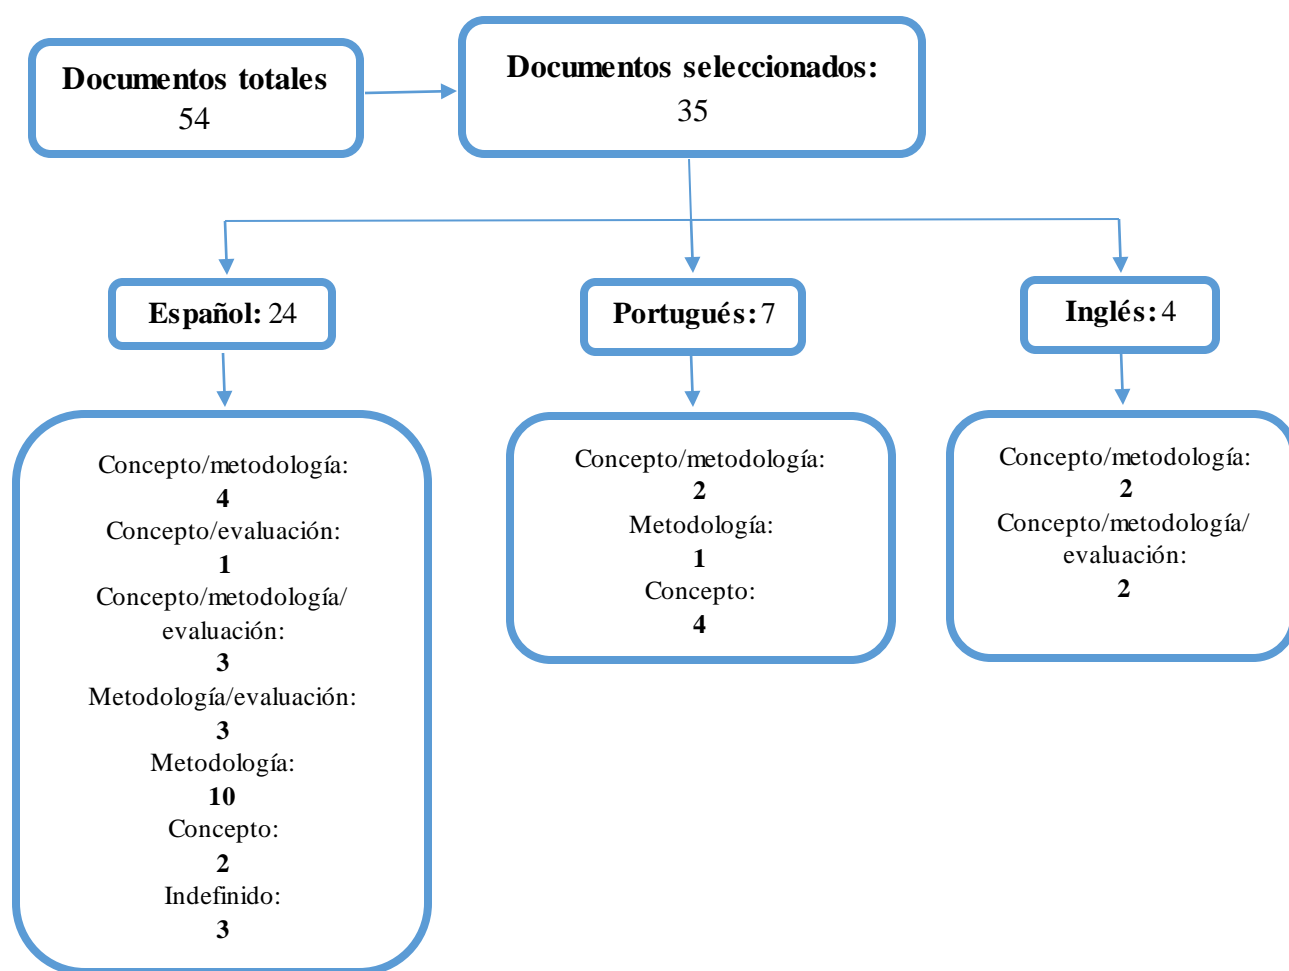 Documentos totales
54
Documentos seleccionados:
35
Español: 24
Portugués: 7
Inglés: 4
Concepto/metodología:
4
Concepto/evaluación:
1
Concepto/metodología/
evaluación:
3
Metodología/evaluación:
3
Metodología:
10
Concepto:
2
Indefinido:
3
Concepto/metodología:
2
Metodología:
1
Concepto:
4
Concepto/metodología:
2
Concepto/metodología/
evaluación:
2